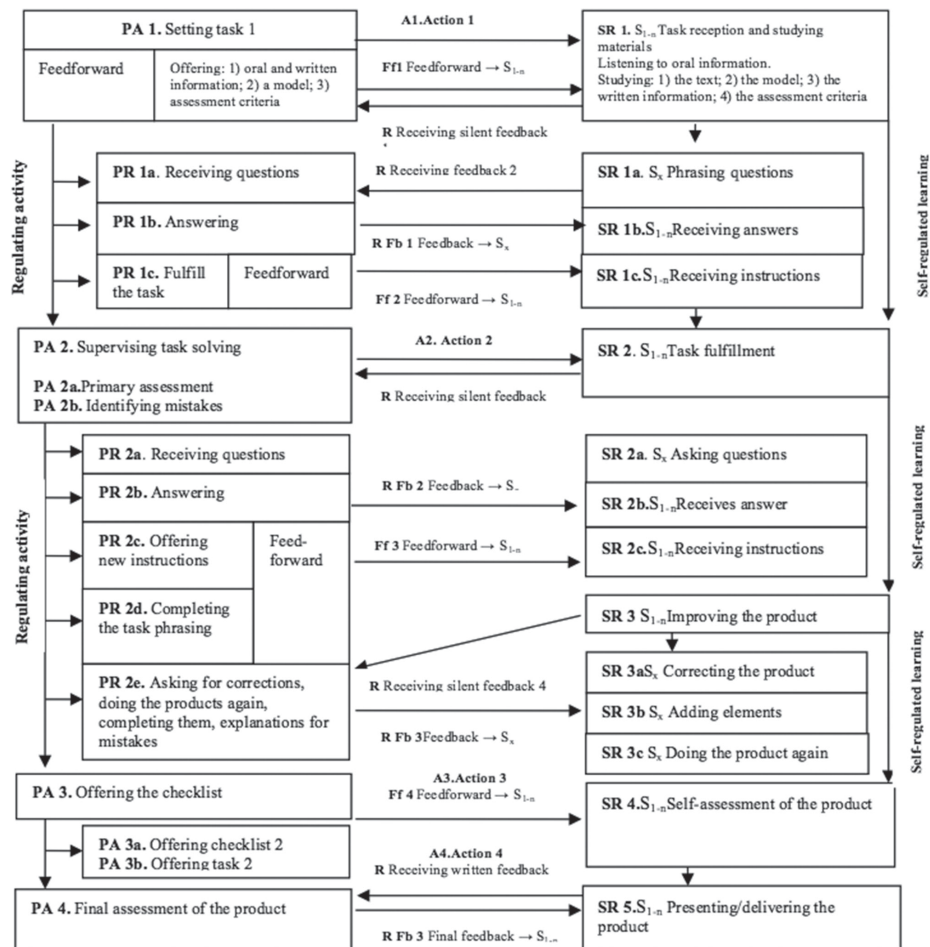 PA 1. Setting task 1
Feedforward
Offering: 1) oral and written
information; 2) a model; 3)
assessment criteria
A1.Action 1
Ff1 Feedforward → S1-n
R Receiving silent feedback
SR 1. S1-n Task reception and studying
materials
Listening to oral information.
Studying: 1) the text; 2) the model; 3) the
written information; 4) the assessment criteria
Regulating activity
PR 1a. Receiving questions
PR 1b. Answering
PR 1c. Fulfill
the task
Feedforward
R Receiving feedback 2
R Fb 1 Feedback → Sx
Ff 2 Feedforward → S1-n
SR 1a. Sx Phrasing questions
SR 1b.S1-nReceiving answers
SR 1c.S1-nReceiving instructions
Self-regulated learning
PA 2. Supervising task solving
PA 2a.Primary assessment
PA 2b. Identifying mistakes
A2. Action 2
R Receiving silent feedback
SR 2. S1-nTask fulfillment
Regulating activity
PR 2a. Receiving questions
PR 2b. Answering
PR 2c. Offering
new instructions
Feed-
forward
PR 2d. Completing
the task phrasing
PR 2e. Asking for corrections,
doing the products again,
completing them, explanations for
mistakes
R Fb 2 Feedback → S
Ff 3 Feedforward → S1-n
R Receiving silent feedback 4
R Fb 3Feedback → Sx
SR 2a. Sx Asking questions
SR 2b.S1-nReceives answer
SR 2c.S1-nReceiving instructions
Self-regulated learning
SR 3 S1-nImproving the product
SR 3aSx Correcting the product
SR 3b Sx Adding elements
SR 3c Sx Doing the product again
Self-regulated learning
PA 3. Offering the checklist
A3.Action 3
Ff 4 Feedforward → S1-n
SR 4.S1-nSelf-assessment of the product
PA 3a. Offering checklist 2
PA 3b. Offering task 2
A4.Action 4
R Receiving written feedback
PA 4. Final assessment of the product
R Fb 3 Final feedback → S1-n
SR 5.S1-n Presenting/delivering the
product